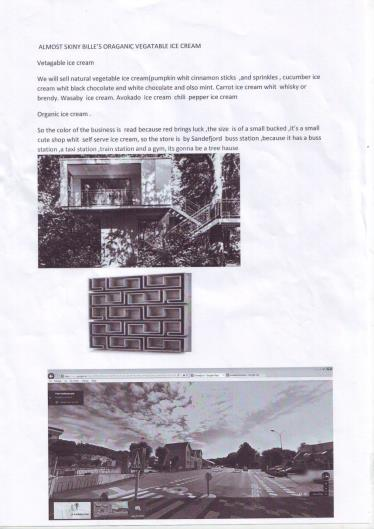 ALMOST SKINY BILLE'S ORAGANIC VEGATABLE ICE CREAM
Vetagable ice cream
We will sell natural vegetable ice cream(pumpkin whit cinnamon sticks ,and sprinkles , cucumber ice
cream whit black chocolate and white chocolate and olso mint. Carrot ice cream whit whisky or
brendy. Wasaby ice cream. Avokado ice cream chili pepper ice cream
Organic ice cream .
So the color of the business is read because red brings luck ,the size is of a small bucked ,it's a small
cute shop whit self serve ice cream, so the store is by Sandefjord buss station ,because it has a buss
station ,a taxi station ,train station and a gym, its gonna be a tree hause